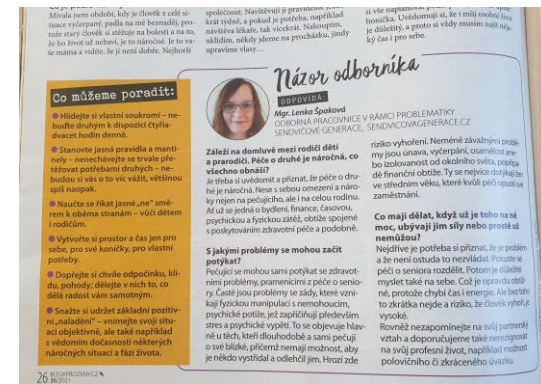 Mívala jsem období, kdy je člověk z celé si-
tuace vyčerpaný, padla na mě beznaděj, pro-
tože starý člověk si stěžuje na bolesti a na to,
že ho život už nebaví, je to náročné. Je to va-
še máma a vidíte, že jí není dobře. Nejhorší
společnost. Navštěvuji ji pravidelně
krát týdně, a pokud je potřeba, například
návštěva lékaře, tak vícekrát. Nakoupím,
uklidím, někdy jdeme na procházku, jindy
upravíme vlasy…
si vše naplánovat
honička. Uvědomuji si, že i můj osobní život
je důležitý, a proto si vždy musím najít něja-
ký čas i pro sebe.
Co můžeme poradit:
Hlídejte si vlastní soukromí – ne-
buďte druhým k dispozici čtyřia-
dvacet hodin denně.
Stanovte jasná pravidla a manti-
nely – nenechávejte se trvale pře-
těžovat potřebami druhých – ne-
budou si vás o to víc vážit, většinou
spíš naopak.
Naučte se říkat jasné „ne“ smě-
rem k oběma stranám – vůči dětem
i rodičům.
Vytvořte si prostor a čas jen pro
sebe, pro své koníčky, pro vlastní
potřeby.
Dopřejte si chvíle odpočinku, kli-
du, pohody; dělejte v nich to, co
dělá radost vám samotným.
Snažte si udržet základní pozitiv-
ní „naladění“ – vnímejte svoji situ-
aci objektivně, ale také například
s vědomím dočasnosti některých
náročných situací a fází života.
Názor odborníka
ODPOVÍDÁ:
Mgr. Lenka Špaková
ODBORNÁ PRACOVNICE V RÁMCI PROBLEMATIKY
SENDVIČOVÉ GENERACE, SENDVICOVAGENERACE.CZ
Záleží na domluvě mezi rodiči dětí
a prarodiči. Péče o druhé je náročná, co
všechno obnáší?
Je třeba si uvědomit a přiznat, že péče o dru-
hé je náročná. Nese s sebou omezení a náro-
ky nejen na pečujícího, ale i na celou rodinu.
Ať už se jedná o bydlení, finance, časovou,
psychickou a fyzickou zátěž, obtíže spojené
s poskytováním zdravotní péče a podobně.
S jakými problémy se mohou začít
potýkat?
Pečující se mohou sami potýkat se zdravot-
ními problémy, pramenícími z péče o senio-
ry. Časté jsou problémy se zády, které vzni-
kají fyzickou manipulací s nemohoucím,
psychické potíže, jež zapříčiňují především
stres a psychické vypětí. To se objevuje hlav-
ně u těch, kteří dlouhodobě a sami pečují
o své blízké, přičemž nemají možnost, aby
je někdo vystřídal a odlehčil jim. Hrozí zde
riziko vyhoření. Neméně závažnými problé-
my jsou únava, vyčerpání, osamělost ane-
bo izolovanost od okolního světa, popřípa-
dě finanční obtíže. Ty se nejvíce dotýkají žen
ve středním věku, které kvůli péči opustí své
zaměstnání.
Co mají dělat, když už je toho na ně
moc, ubývají jim síly nebo prostě už
nemůžou?
Nejdříve je potřeba si přiznat, že je problém
a že není ostuda to nezvládat. Pokuste se
péči o seniora rozdělit. Potom je důležité
myslet také na sebe. Což je opravdu obtíž-
né, protože chybí čas i energie. Ale bez toho
to zkrátka nejde a riziko, že člověk vyhoří, je
vysoké.
Rovněž nezapomínejte na svůj partnerský
vztah a doporučujeme také nerezignovat
na svůj profesní život, například možnost
polovičního či zkráceného úvazku.
26 BLESKPROZENY.CZ
36/2021